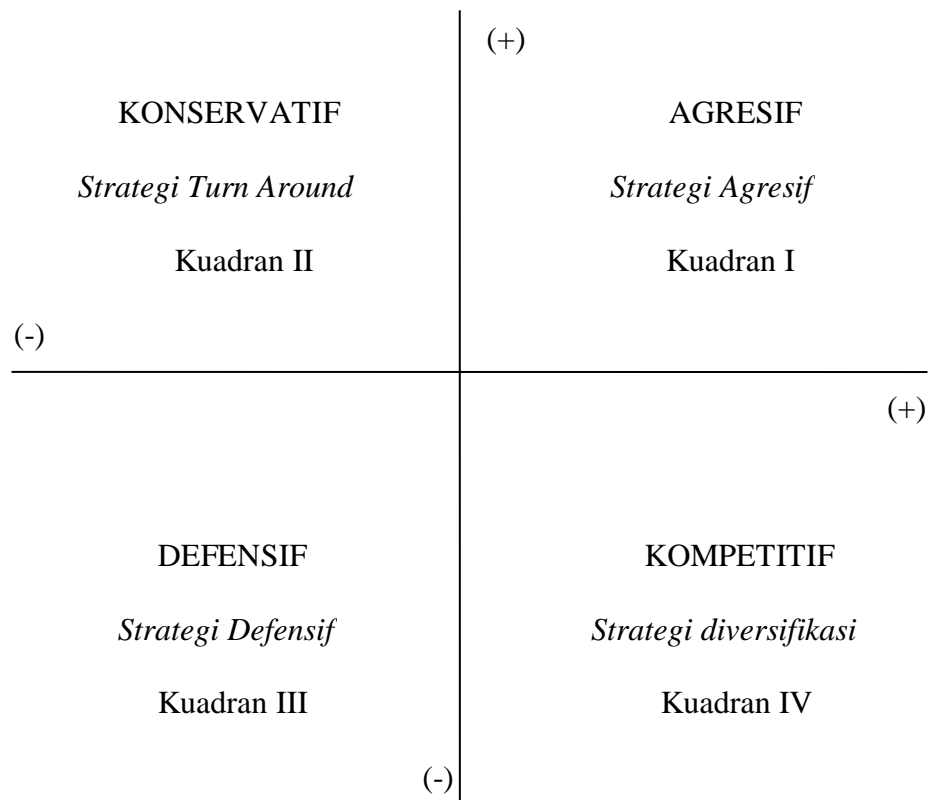 (+)
KONSERVATIF
AGRESIF
Strategi Turn Around
Strategi Agresif
Kuadran II
Kuadran I
(-)
(+)
DEFENSIF
KOMPETITIF
Strategi Defensif
Strategi diversifikasi
Kuadran III
Kuadran IV
(-)